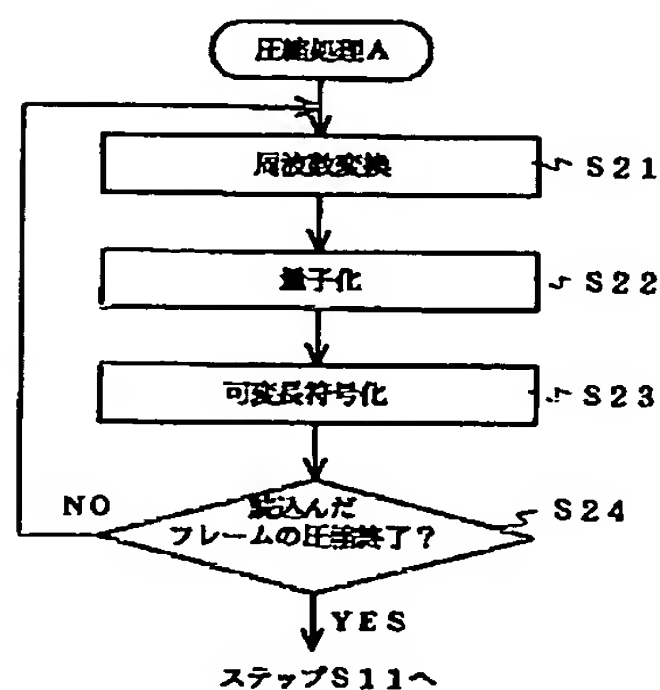 圧縮処理A
周波数変換
S21
量子化
S22
可変長符号化
S23
NO
読込んだ
フレームの圧縮終了?
S24
YES
ステップS11へ